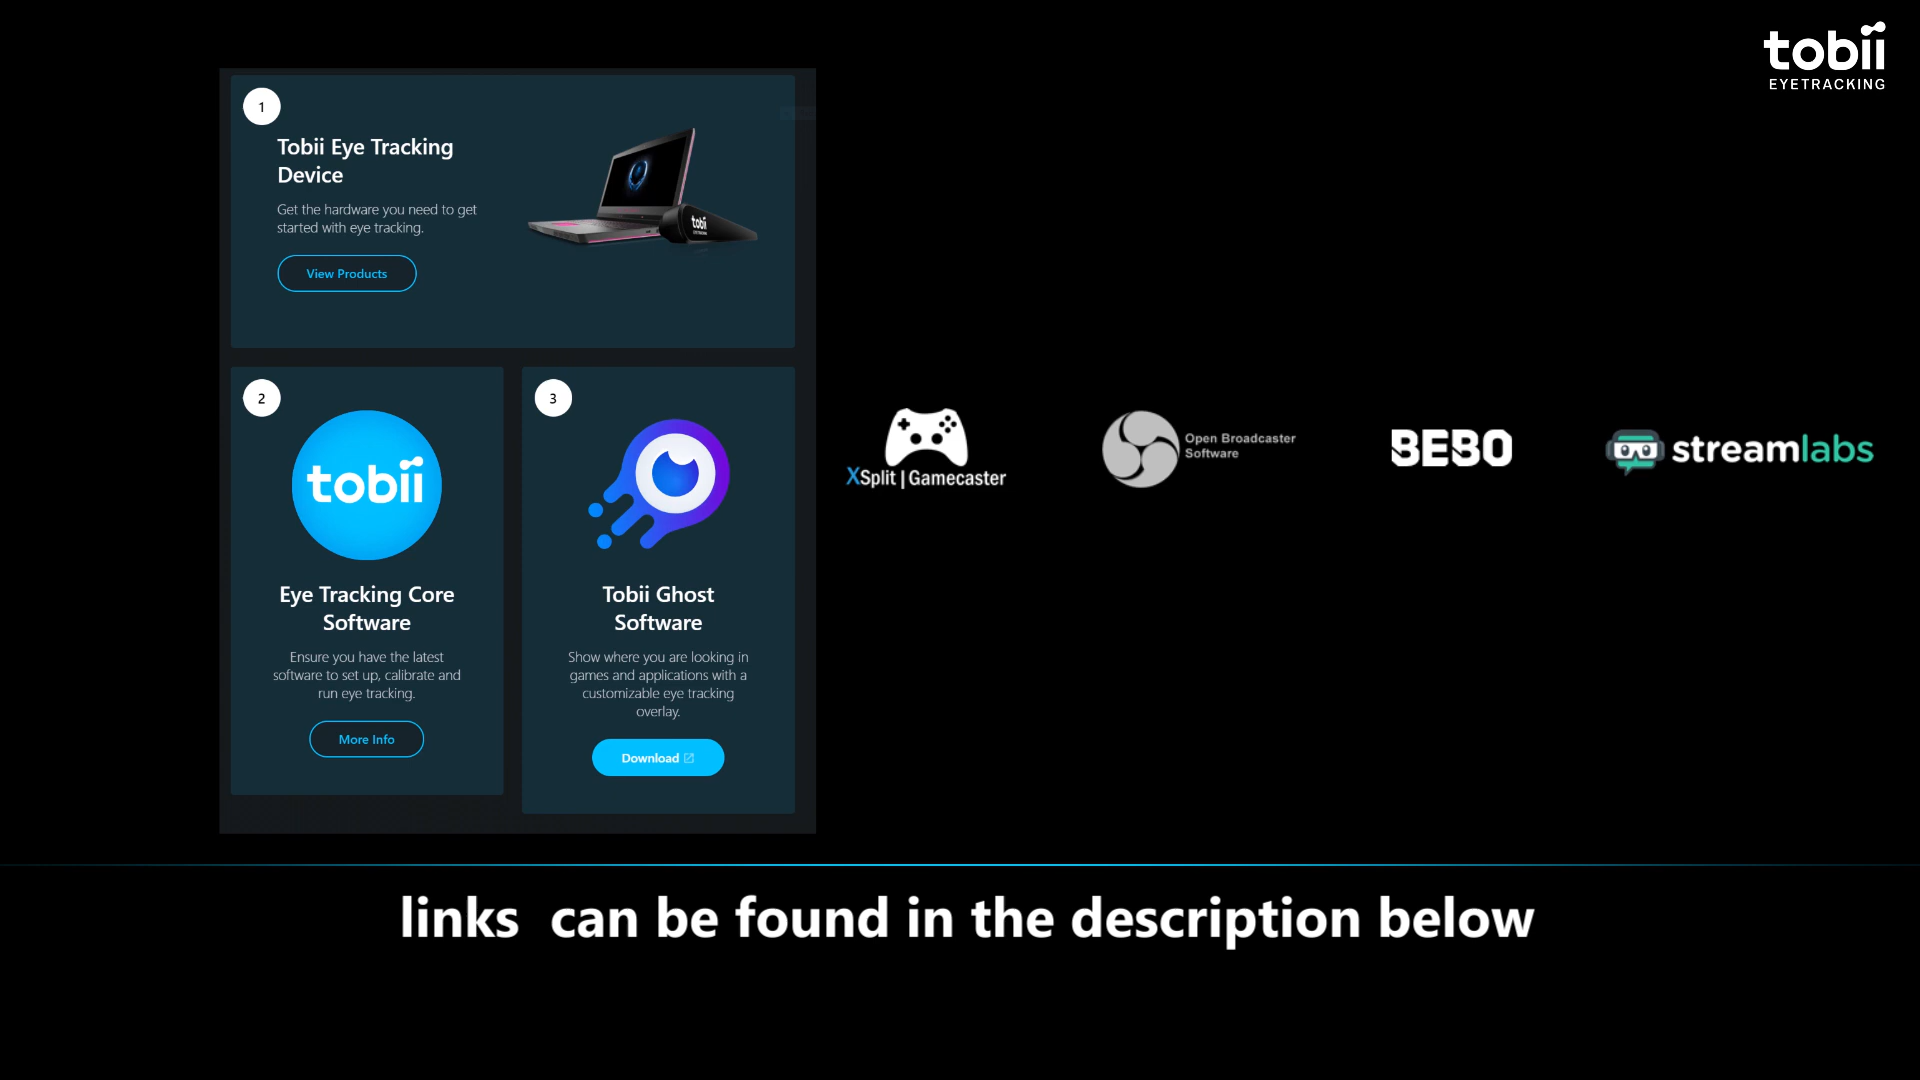 tobii
EYETRACKING
1
Tobii Eye Tracking
Device
Get the hardware you need to get
started with eye tracking.
View Products
tobii
2
tobii
Eye Tracking Core
Software
Ensure you have the latest
software to set up, calibrate and
run eye tracking.
More Info
3
Tobii Ghost
Software
Show where you are looking in
games and applications with a
customizable eye tracking
overlay.
Download
XSplit | Gamecaster
Open Broadcaster
Software
BEBO
streamlabs
links can be found in the description below